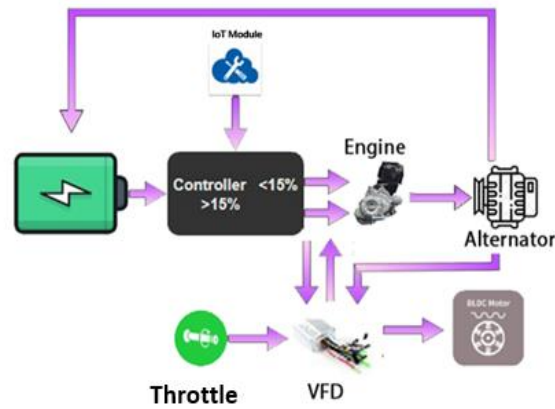 IoT Module
Engine
Controller <15%
>15%
Alternator
BLDC Motor
Throttle
VFD